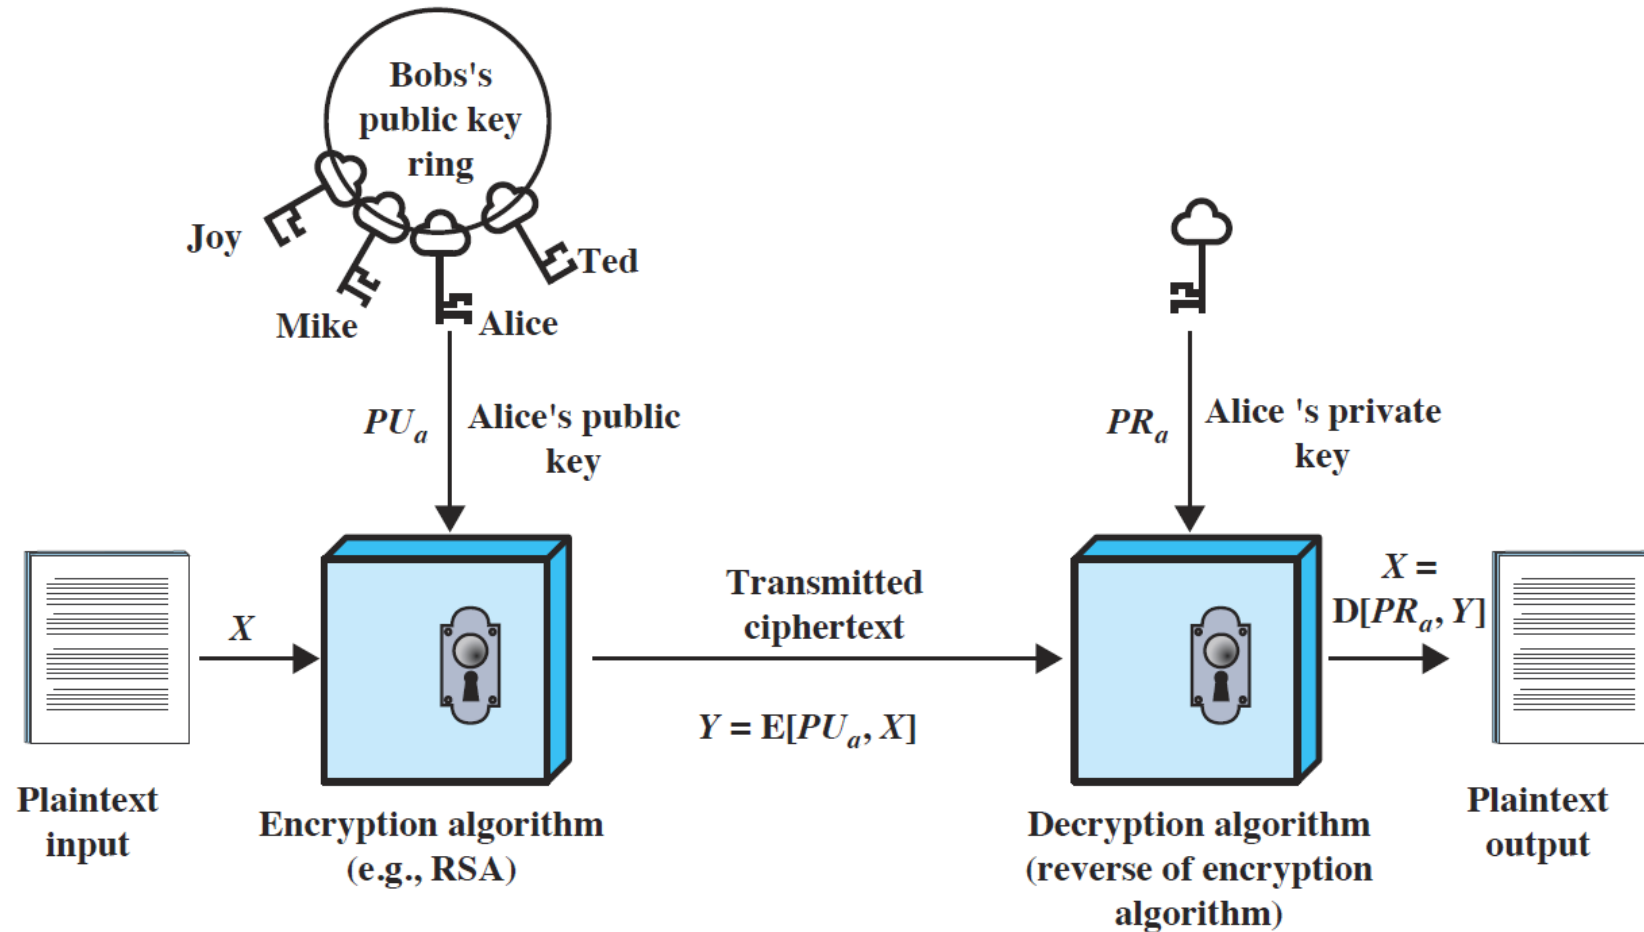 Bobs's
public key
ring
Joy
Ted
Mike
Alice
PUₐ
Alice's public
key
PRₐ
Alice 's private
key
X
Transmitted
ciphertext
X =
D[PRₐ, Y]
Y = E[PUₐ, X]
Plaintext
input
Encryption algorithm
(e.g., RSA)
Decryption algorithm
(reverse of encryption
algorithm)
Plaintext
output